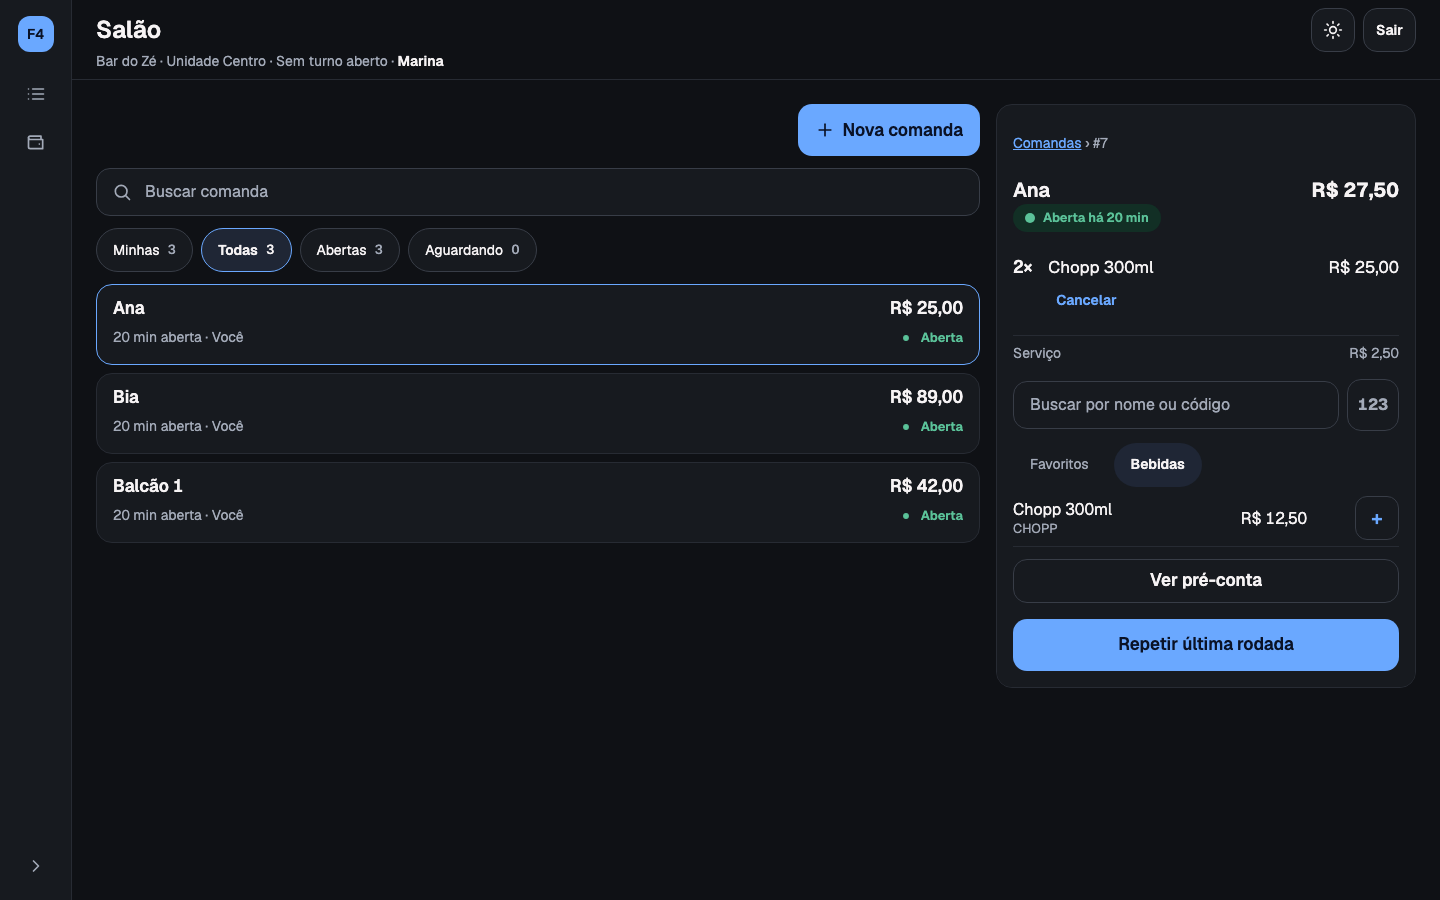 F4
Salão
Bar do Zé · Unidade Centro · Sem turno aberto · Marina
Sair
Nova comanda
Buscar comanda
Minhas 3
Todas 3
Abertas 3
Aguardando 0
Ana R$ 25,00
20 min aberta · Você Aberta
Bia R$ 89,00
20 min aberta · Você Aberta
Balcão 1 R$ 42,00
20 min aberta · Você Aberta
Comandas › #7
Ana R$ 27,50
Aberta há 20 min
2× Chopp 300ml R$ 25,00
Cancelar
Serviço R$ 2,50
Buscar por nome ou código 123
Favoritos Bebidas
Chopp 300ml R$ 12,50 +
CHOPP
Ver pré-conta
Repetir última rodada